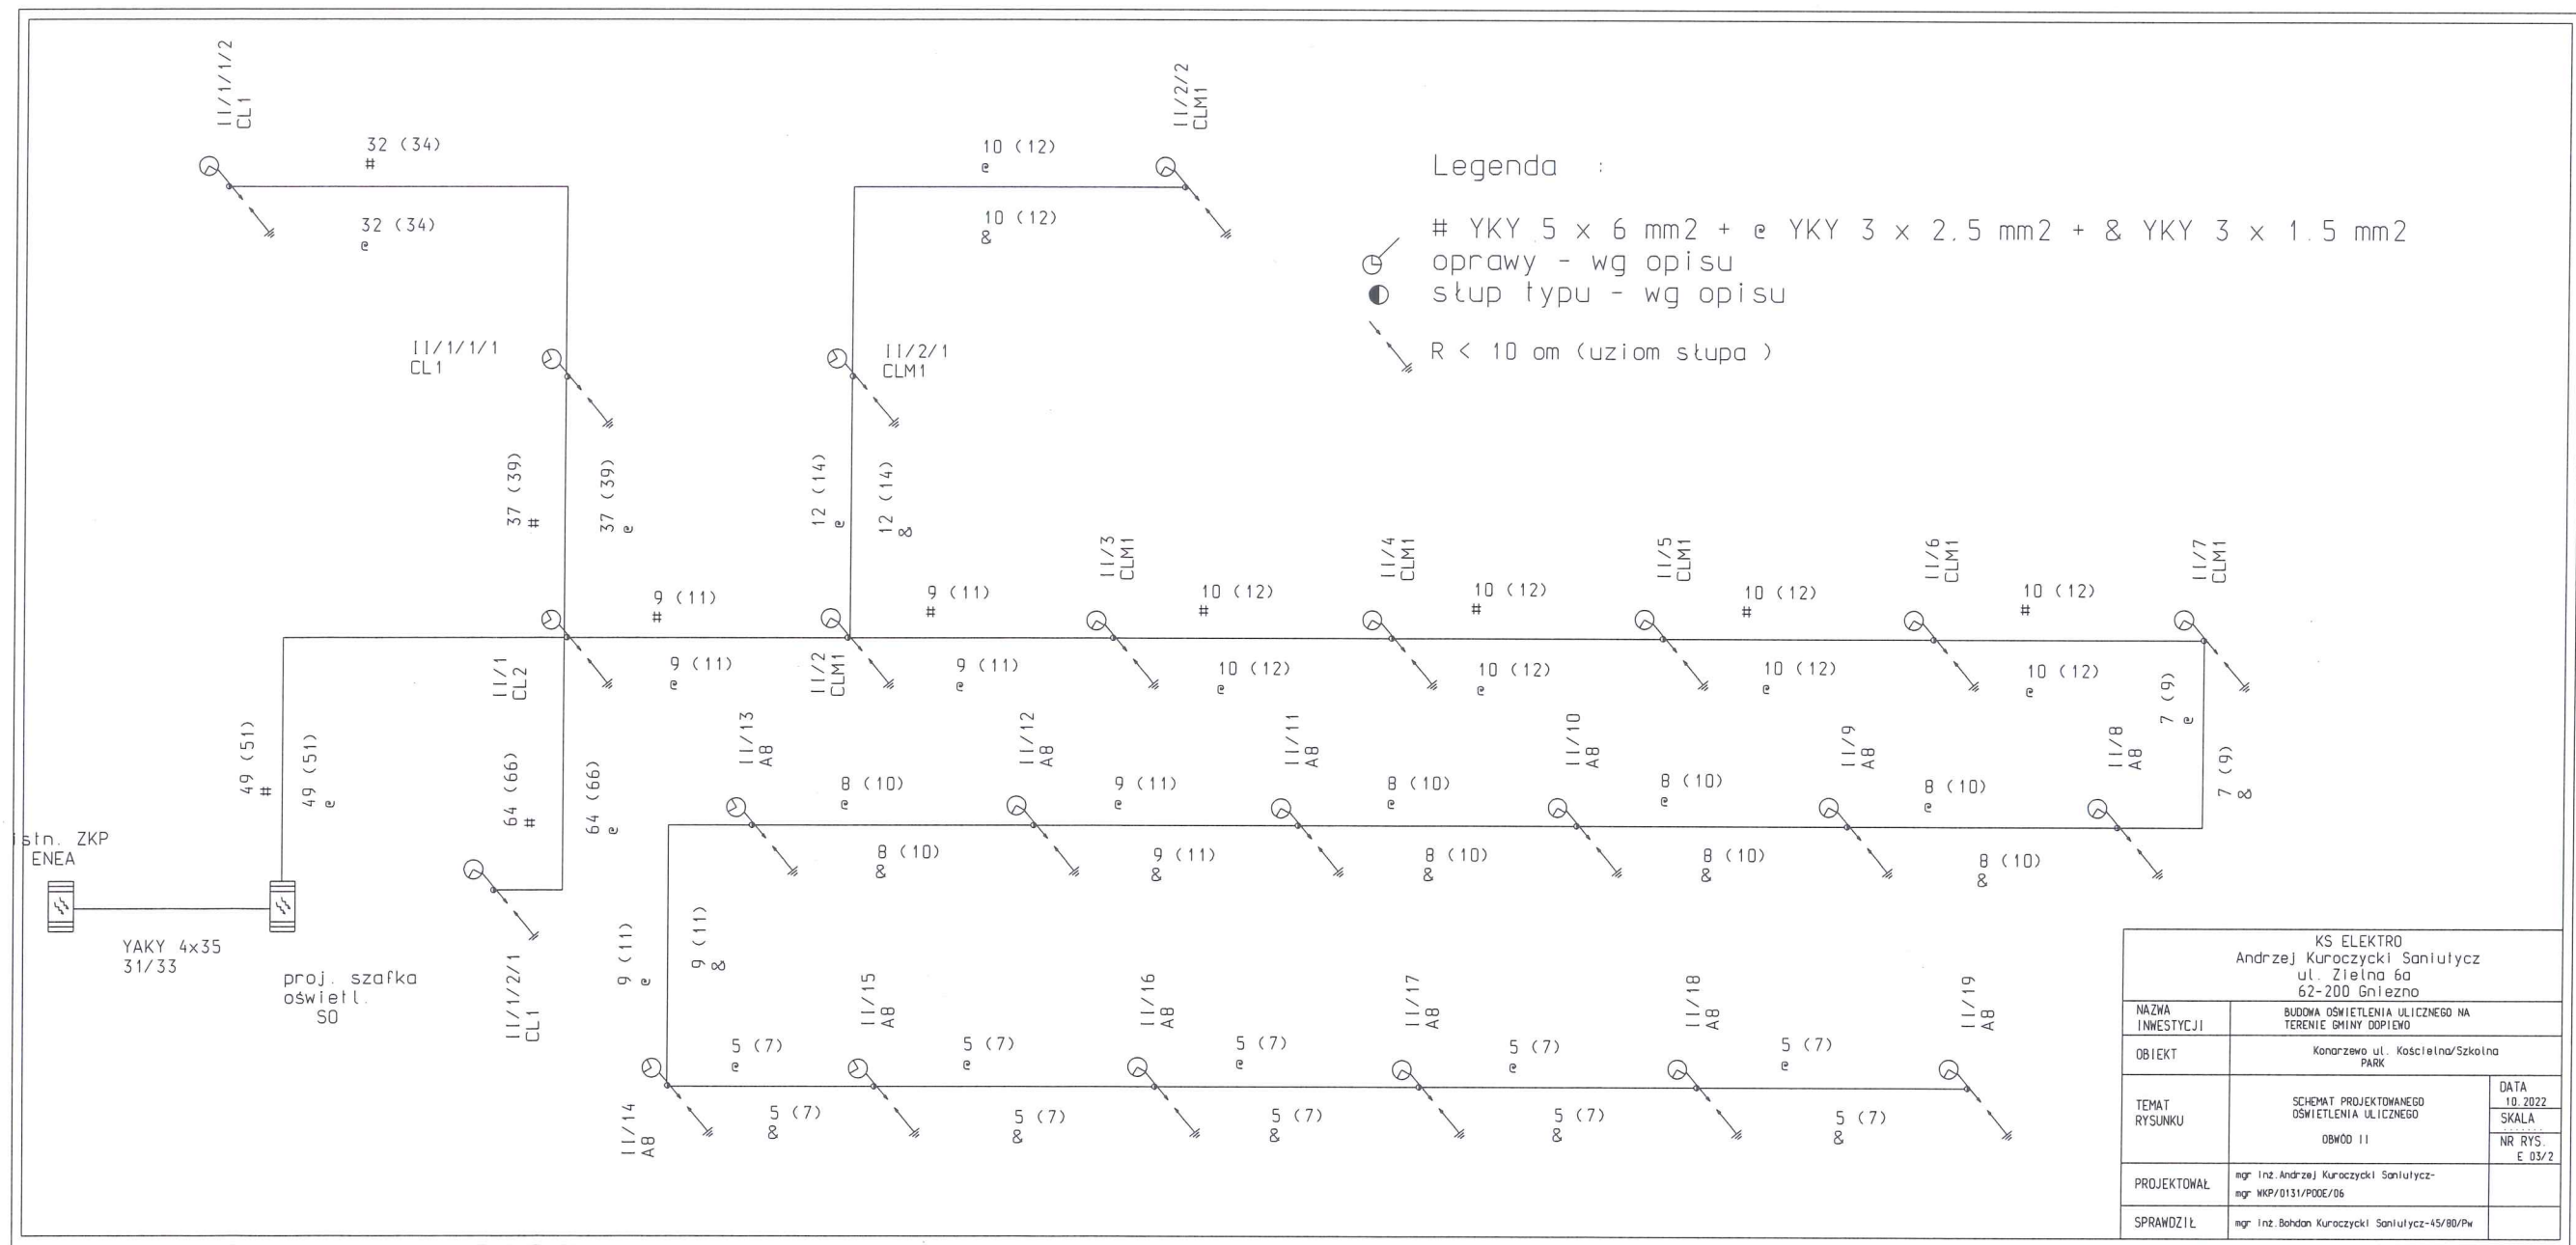 II/1/1/2
CL1
32 (34)
#
32 (34)
e
II/2/2
CLM1
10 (12)
e
10 (12)
&
Legenda :
# YKY 5 x 6 mm2 + e YKY 3 x 2.5 mm2 + & YKY 3 x 1.5 mm2
oprawy - wg opisu
słup typu - wg opisu
R < 10 om (uziom słupa )
II/1/1/1
CL1
II/2/1
CLM1
37 (39)
#
37 (39)
e
12 (14)
e
12 (14)
&
II/3
CLM1
II/4
CLM1
II/5
CLM1
II/6
CLM1
II/7
CLM1
9 (11)
#
9 (11)
#
10 (12)
#
10 (12)
#
10 (12)
#
10 (12)
#
II/1
CL2
9 (11)
e
II/2
CLM1
9 (11)
e
10 (12)
e
10 (12)
e
10 (12)
e
10 (12)
e
7 (9)
e
7 (9)
&
49 (51)
#
49 (51)
e
64 (66)
#
64 (66)
e
II/13
A8
II/12
A8
II/11
A8
II/10
A8
II/9
A8
II/8
A8
8 (10)
e
9 (11)
e
8 (10)
e
8 (10)
e
8 (10)
e
8 (10)
&
9 (11)
&
8 (10)
&
8 (10)
&
8 (10)
&
istn. ZKP
ENEA
YAKY 4x35
31/33
proj. szafka
oświetl.
SO
II/1/2/1
CL1
9 (11)
e
9 (11)
&
II/15
A8
II/16
A8
II/17
A8
II/18
A8
II/19
A8
5 (7)
e
5 (7)
e
5 (7)
e
5 (7)
e
5 (7)
e
II/14
A8
5 (7)
&
5 (7)
&
5 (7)
&
5 (7)
&
5 (7)
&
KS ELEKTRO
Andrzej Kuroczycki Saniutycz
ul. Zielna 6a
62-200 Gniezno
NAZWA
INWESTYCJI
BUDOWA OŚWIETLENIA ULICZNEGO NA
TERENIE GMINY DOPIEWO
OBIEKT
Konarzewo ul. Kościelna/Szkolna
PARK
TEMAT
RYSUNKU
SCHEMAT PROJEKTOWANEGO
OŚWIETLENIA ULICZNEGO
OBWÓD II
DATA
10.2022
SKALA
.......
NR RYS.
E 03/2
PROJEKTOWAŁ
mgr inż.Andrzej Kuroczycki Saniutycz-
mgr WKP/0131/POOE/06
SPRAWDZIŁ
mgr inż.Bohdan Kuroczycki Saniutycz-45/80/Pw